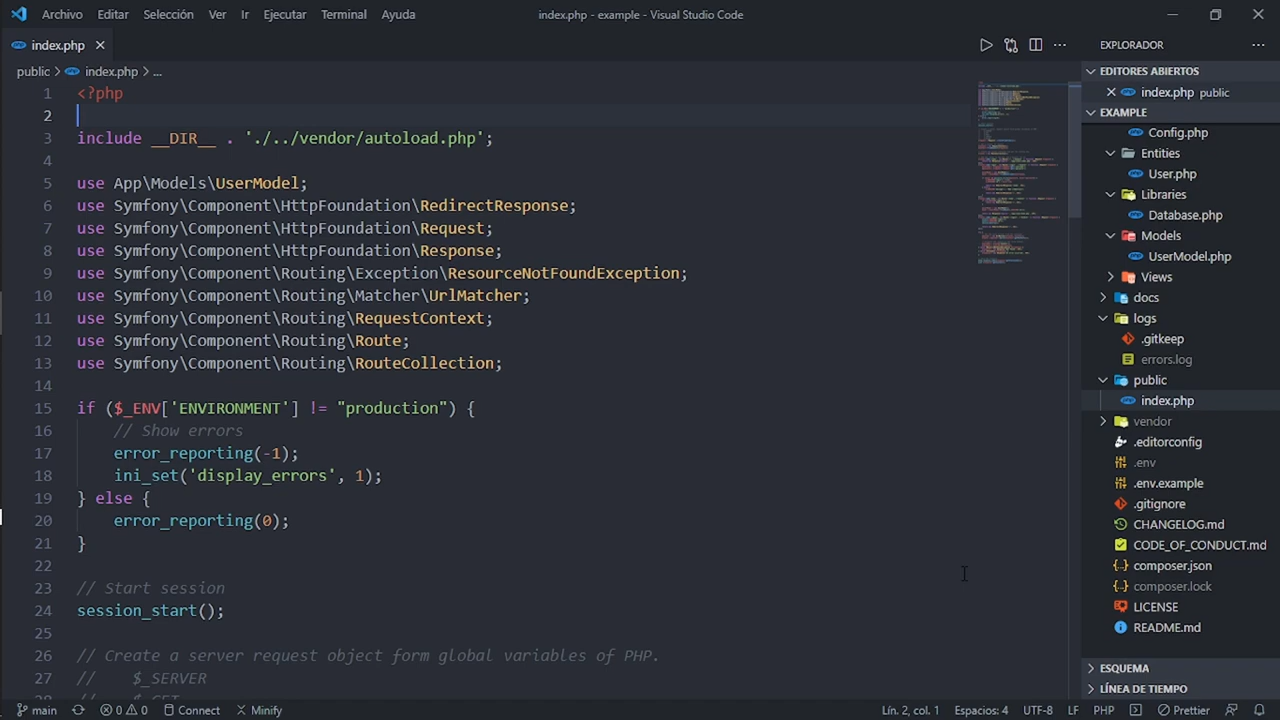 Archivo Editar Selección Ver Ir Ejecutar Terminal Ayuda
index.php - example - Visual Studio Code
index.php
public > index.php > ...
1 <?php
2
3 include __DIR__ . './../vendor/autoload.php';
4
5 use App\Models\UserModel;
6 use Symfony\Component\HttpFoundation\RedirectResponse;
7 use Symfony\Component\HttpFoundation\Request;
8 use Symfony\Component\HttpFoundation\Response;
9 use Symfony\Component\Routing\Exception\ResourceNotFoundException;
10 use Symfony\Component\Routing\Matcher\UrlMatcher;
11 use Symfony\Component\Routing\RequestContext;
12 use Symfony\Component\Routing\Route;
13 use Symfony\Component\Routing\RouteCollection;
14
15 if ($_ENV['ENVIRONMENT'] != "production") {
16 // Show errors
17 error_reporting(-1);
18 ini_set('display_errors', 1);
19 } else {
20 error_reporting(0);
21 }
22
23 // Start session
24 session_start();
25
26 // Create a server request object form global variables of PHP.
27 // $_SERVER
28 // $_GET
EXPLORADOR
EDITORES ABIERTOS
index.php public
EXAMPLE
Config.php
Entities
User.php
Libraries
Database.php
Models
UserModel.php
Views
docs
logs
.gitkeep
errors.log
public
index.php
vendor
.editorconfig
.env
.env.example
.gitignore
CHANGELOG.md
CODE_OF_CONDUCT.md
composer.json
composer.lock
LICENSE
README.md
ESQUEMA
LÍNEA DE TIEMPO
main 0 0 Connect Minify
Lín. 2, col. 1 Espacios: 4 UTF-8 LF PHP Prettier